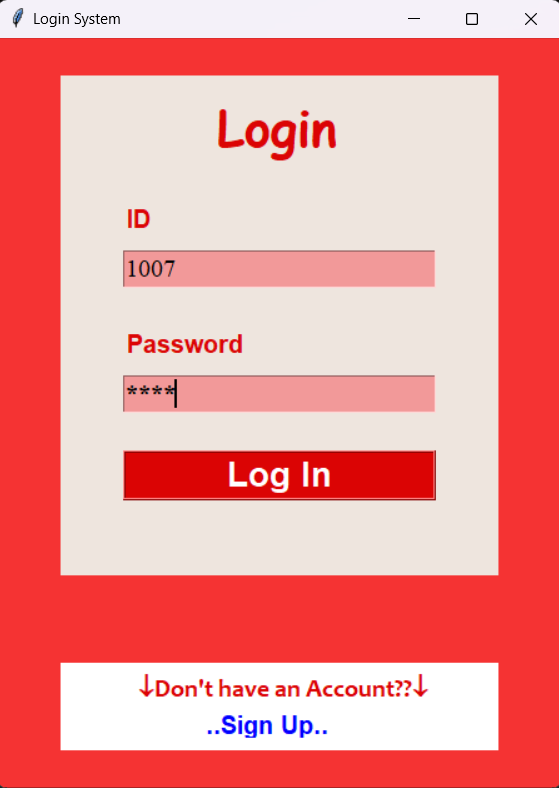 Login System
Login
ID
1007
Password
****
Log In
↓Don't have an Account??↓
..Sign Up..